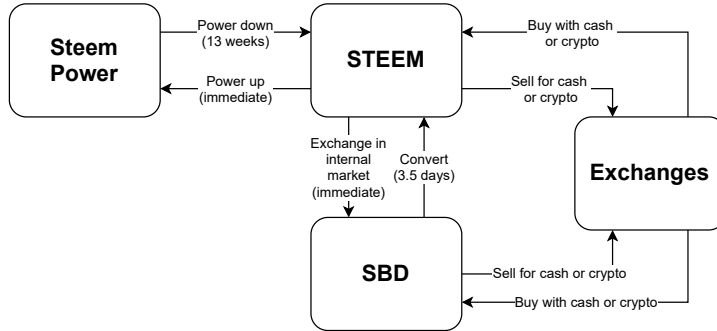 Steem
Power
Power down
(13 weeks)
Power up
(immediate)
STEEM
Buy with cash
or crypto
Sell for cash
or crypto
Exchange in
internal
market
(immediate)
Convert
(3.5 days)
Exchanges
SBD
Sell for cash or crypto
Buy with cash or crypto